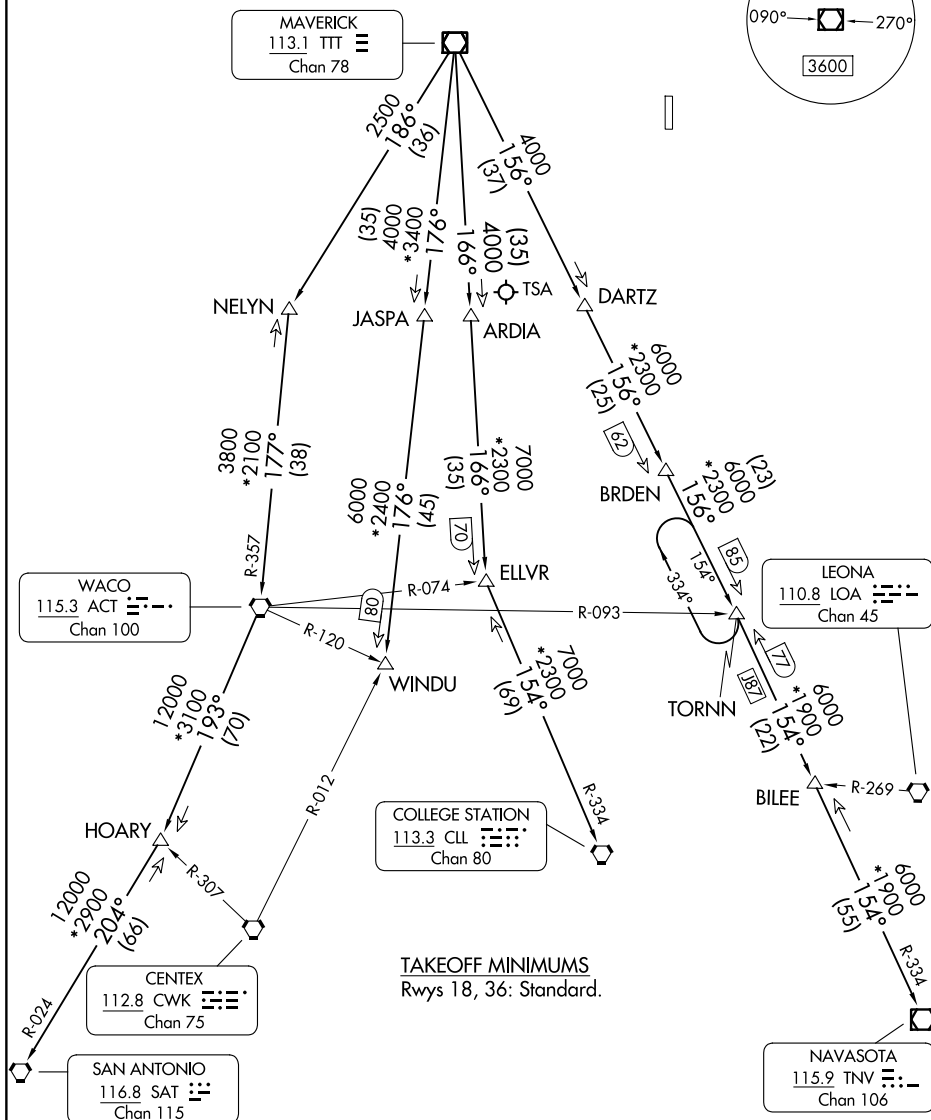 MAVERICK
113.1 TTT
Chan 78
090°
270°
3600
2500
186°
(36)
(35)
4000
*3400
176°
(35)
4000
166°
4000
156°
(37)
TSA
NELYN
JASPA
ARDIA
DARTZ
6000
*2300
156°
(25)
3800
*2100
177°
(38)
6000
*2400
176°
(45)
7000
*2300
166°
(35)
62
BRDEN
(23)
6000
*2300
156°
R-357
70
85
154°
334°
WACO
115.3 ACT
Chan 100
R-074
ELLVR
LEONA
110.8 LOA
Chan 45
80
R-093
R-120
WINDU
77
J87
TORNN
12000
*3100
193°
(70)
7000
*2300
154°
(69)
6000
*1900
154°
(22)
R-012
BILEE
R-269
HOARY
COLLEGE STATION
113.3 CLL
Chan 80
R-334
R-307
12000
*2900
204°
(66)
6000
*1900
154°
(55)
TAKEOFF MINIMUMS
Rwys 18, 36: Standard.
R-334
CENTEX
112.8 CWK
Chan 75
R-024
SAN ANTONIO
116.8 SAT
Chan 115
NAVASOTA
115.9 TNV
Chan 106